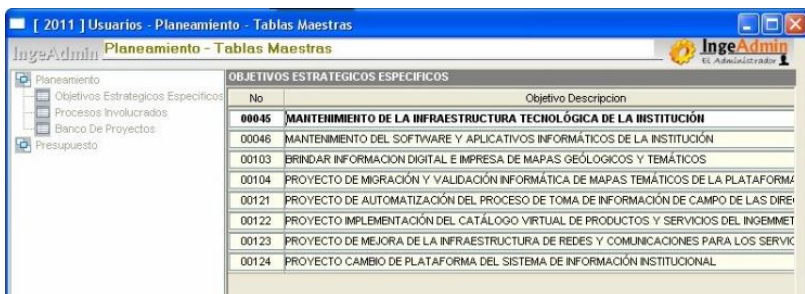 [ 2011 ] Usuarios - Planeamiento - Tablas Maestras
IngeAdmin Planeamiento - Tablas Maestras
IngeAdmin
El Administrador
Planeamiento
Objetivos Estrategicos Especificos
Procesos Involucrados
Banco De Proyectos
Presupuesto
OBJETIVOS ESTRATEGICOS ESPECIFICOS
No Objetivo Descripcion
00045 MANTENIMIENTO DE LA INFRAESTRUCTURA TECNOLÓGICA DE LA INSTITUCIÓN
00046 MANTENIMIENTO DEL SOFTWARE Y APLICATIVOS INFORMÁTICOS DE LA INSTITUCIÓN
00103 BRINDAR INFORMACION DIGITAL E IMPRESA DE MAPAS GEÓLOGICOS Y TEMÁTICOS
00104 PROYECTO DE MIGRACIÓN Y VALIDACIÓN INFORMÁTICA DE MAPAS TEMÁTICOS DE LA PLATAFORMA
00121 PROYECTO DE AUTOMATIZACIÓN DEL PROCESO DE TOMA DE INFORMACIÓN DE CAMPO DE LAS DIRE
00122 PROYECTO IMPLEMENTACIÓN DEL CATÁLOGO VIRTUAL DE PRODUCTOS Y SERVICIOS DEL INGEMMET
00123 PROYECTO DE MEJORA DE LA INFRAESTRUCTURA DE REDES Y COMUNICACIONES PARA LOS SERVIC
00124 PROYECTO CAMBIO DE PLATAFORMA DEL SISTEMA DE INFORMACIÓN INSTITUCIONAL